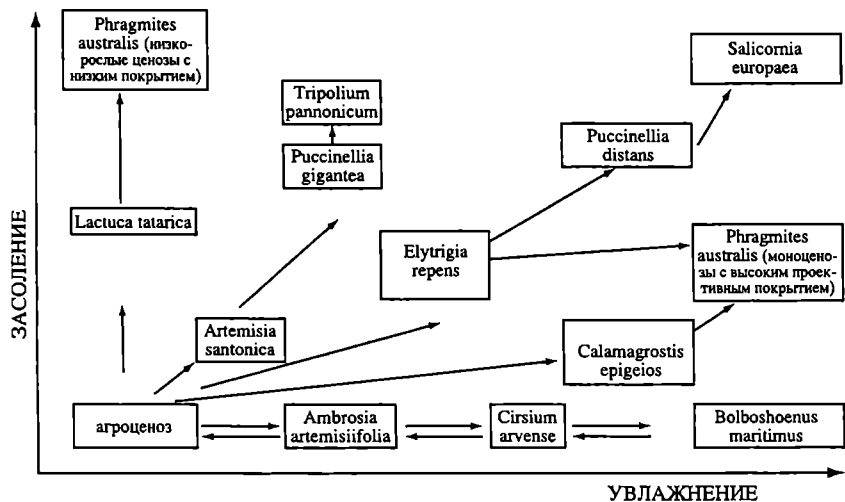 Phragmites
australis (низко-
рослые ценозы с
низким покрытием)
Salicornia
europaea
Tripolium
pannonicum
Puccinellia
gigantea
Puccinellia
distans
Lactuca tatarica
Elytrigia
repens
Phragmites
australis (моноцено-
зы с высоким проек-
тивным покрытием)
Artemisia
santonica
Calamagrostis
epigeios
агроценоз
Ambrosia
artemisiifolia
Cirsium
arvense
Bolboshoenus
maritimus
ЗАСОЛЕНИЕ
УВЛАЖНЕНИЕ